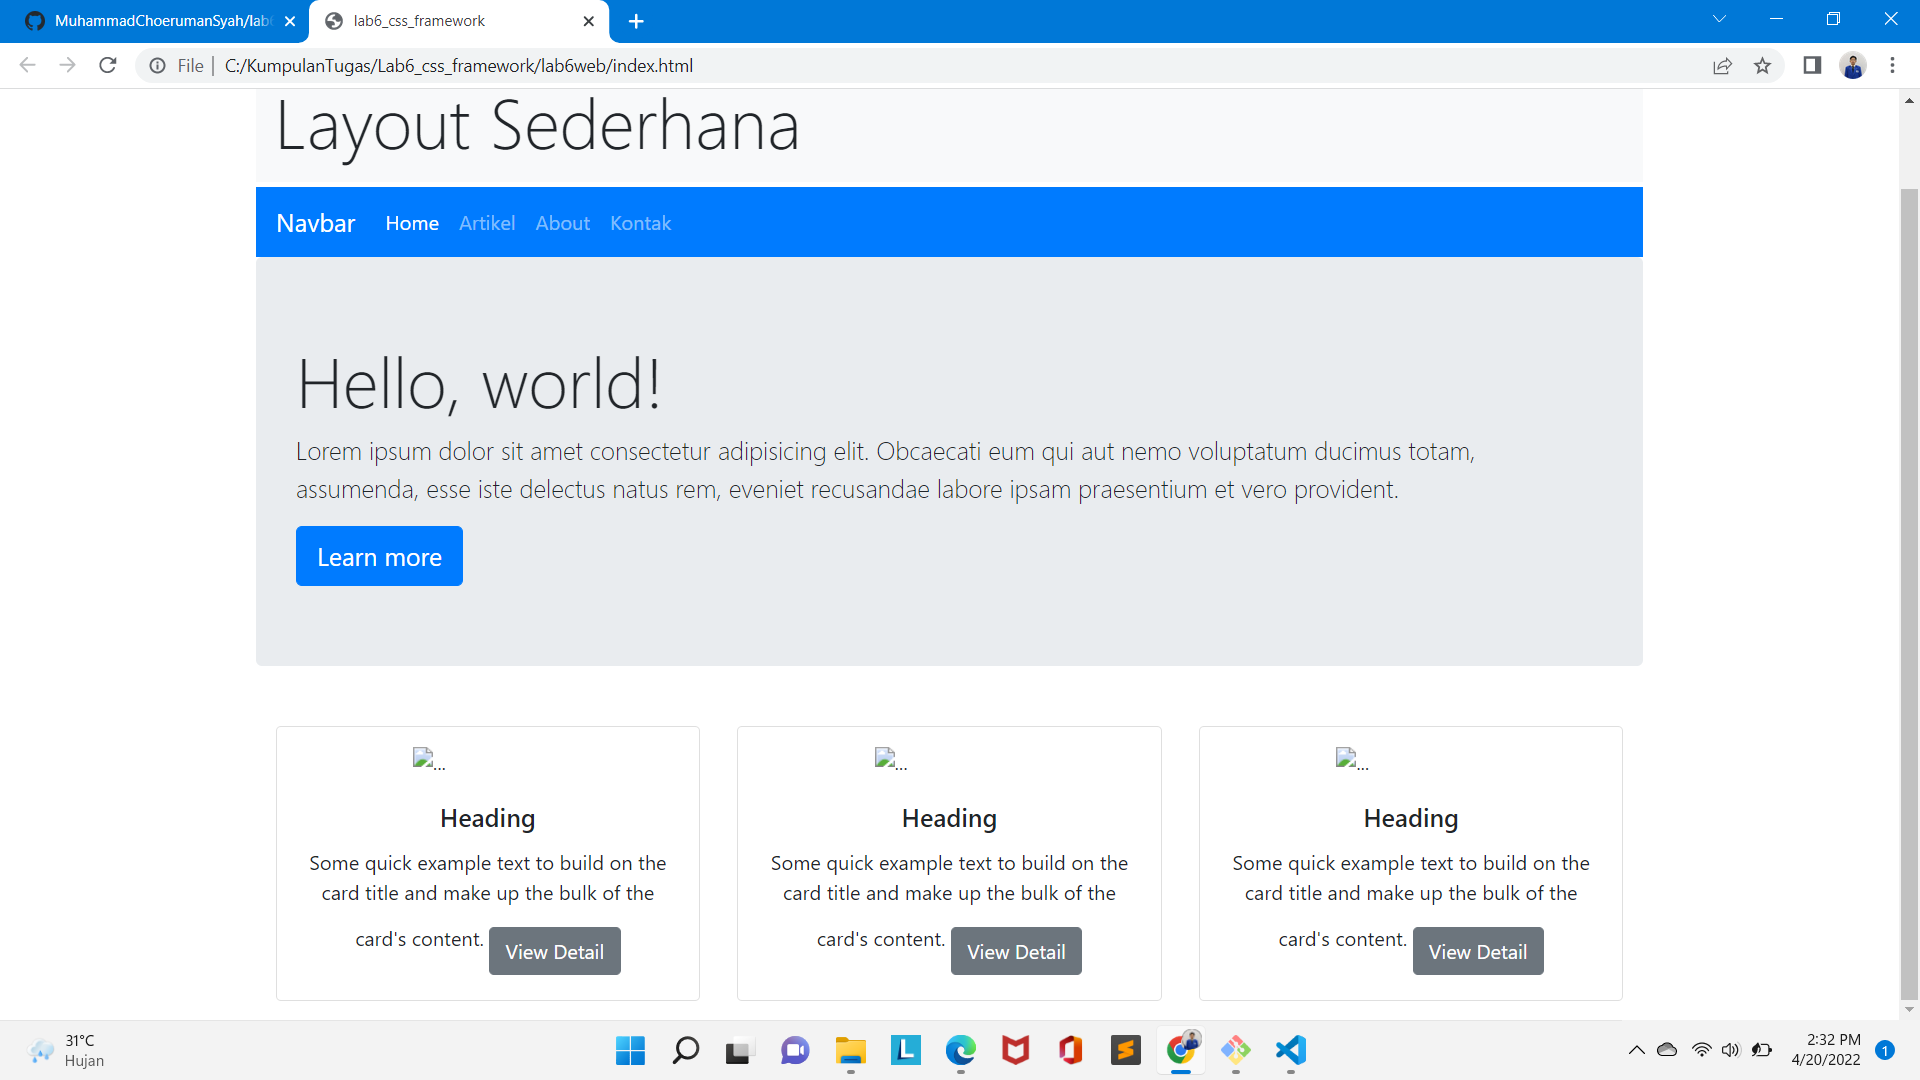 MuhammadChoerumanSyah/lab6
lab6_css_framework
File | C:/KumpulanTugas/Lab6_css_framework/lab6web/index.html
Layout Sederhana
Navbar Home Artikel About Kontak
Hello, world!
Lorem ipsum dolor sit amet consectetur adipisicing elit. Obcaecati eum qui aut nemo voluptatum ducimus totam,
assumenda, esse iste delectus natus rem, eveniet recusandae labore ipsam praesentium et vero provident.
Learn more
...
Heading
Some quick example text to build on the
card title and make up the bulk of the
card's content. View Detail
...
Heading
Some quick example text to build on the
card title and make up the bulk of the
card's content. View Detail
...
Heading
Some quick example text to build on the
card title and make up the bulk of the
card's content. View Detail
31°C
Hujan
L
2:32 PM
4/20/2022
1